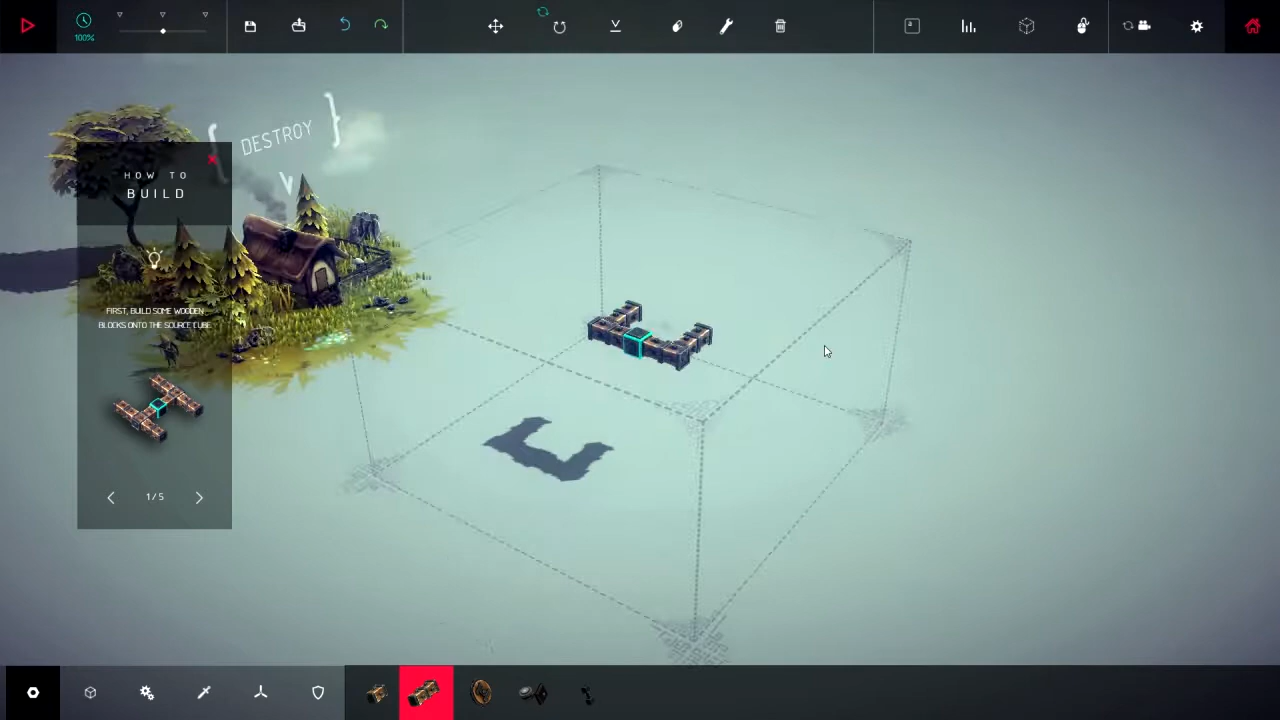 100%
{ DESTROY }
HOW TO
BUILD
FIRST, BUILD SOME WOODEN
BLOCKS ONTO THE SOURCE CUBE.
1/5